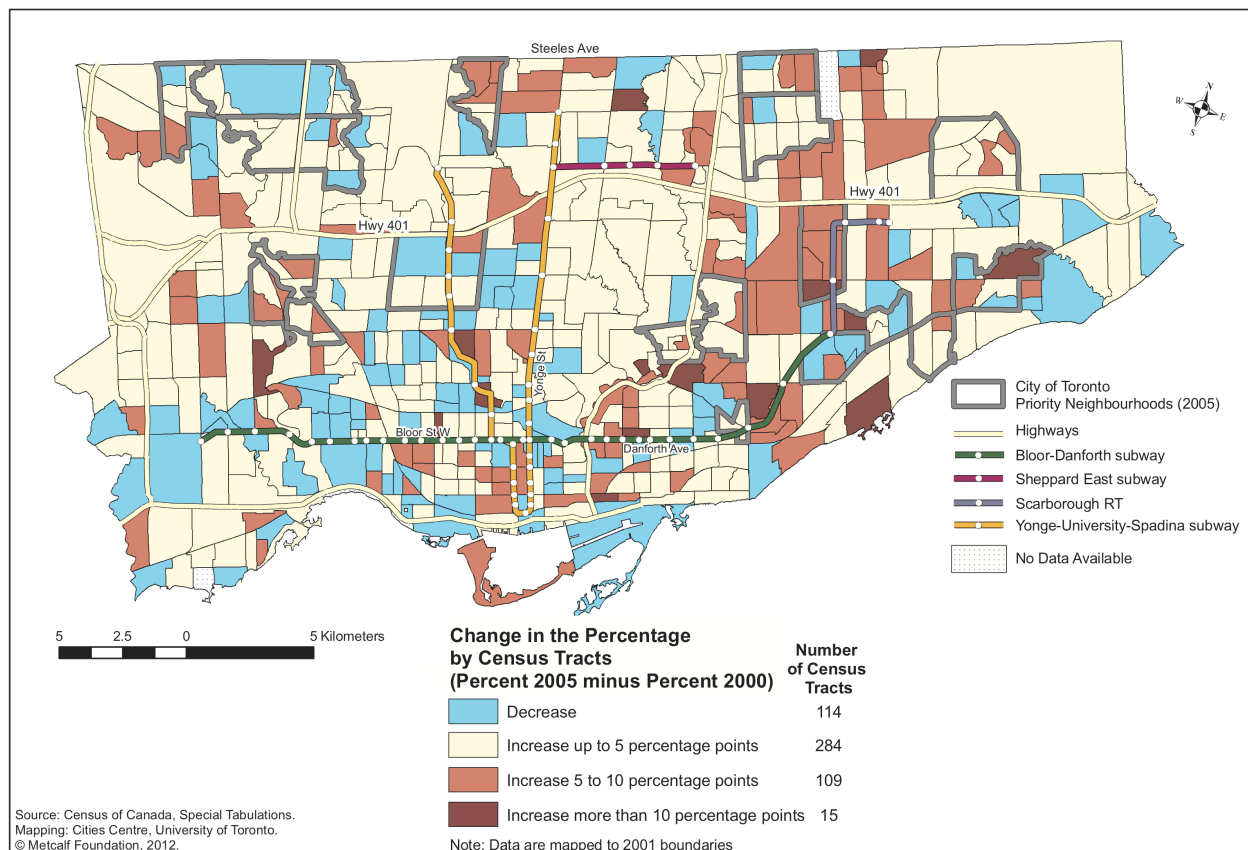 Steeles Ave
N
W
E
S
Hwy 401
Hwy 401
Yonge St
Bloor St W
Danforth Ave
City of Toronto
Priority Neighbourhoods (2005)
Highways
Bloor-Danforth subway
Sheppard East subway
Scarborough RT
Yonge-University-Spadina subway
No Data Available
5 2.5 0 5 Kilometers
Change in the Percentage
by Census Tracts
(Percent 2005 minus Percent 2000)
Number
of Census
Tracts
Decrease 114
Increase up to 5 percentage points 284
Increase 5 to 10 percentage points 109
Increase more than 10 percentage points 15
Note: Data are mapped to 2001 boundaries
Source: Census of Canada, Special Tabulations.
Mapping: Cities Centre, University of Toronto.
© Metcalf Foundation, 2012.